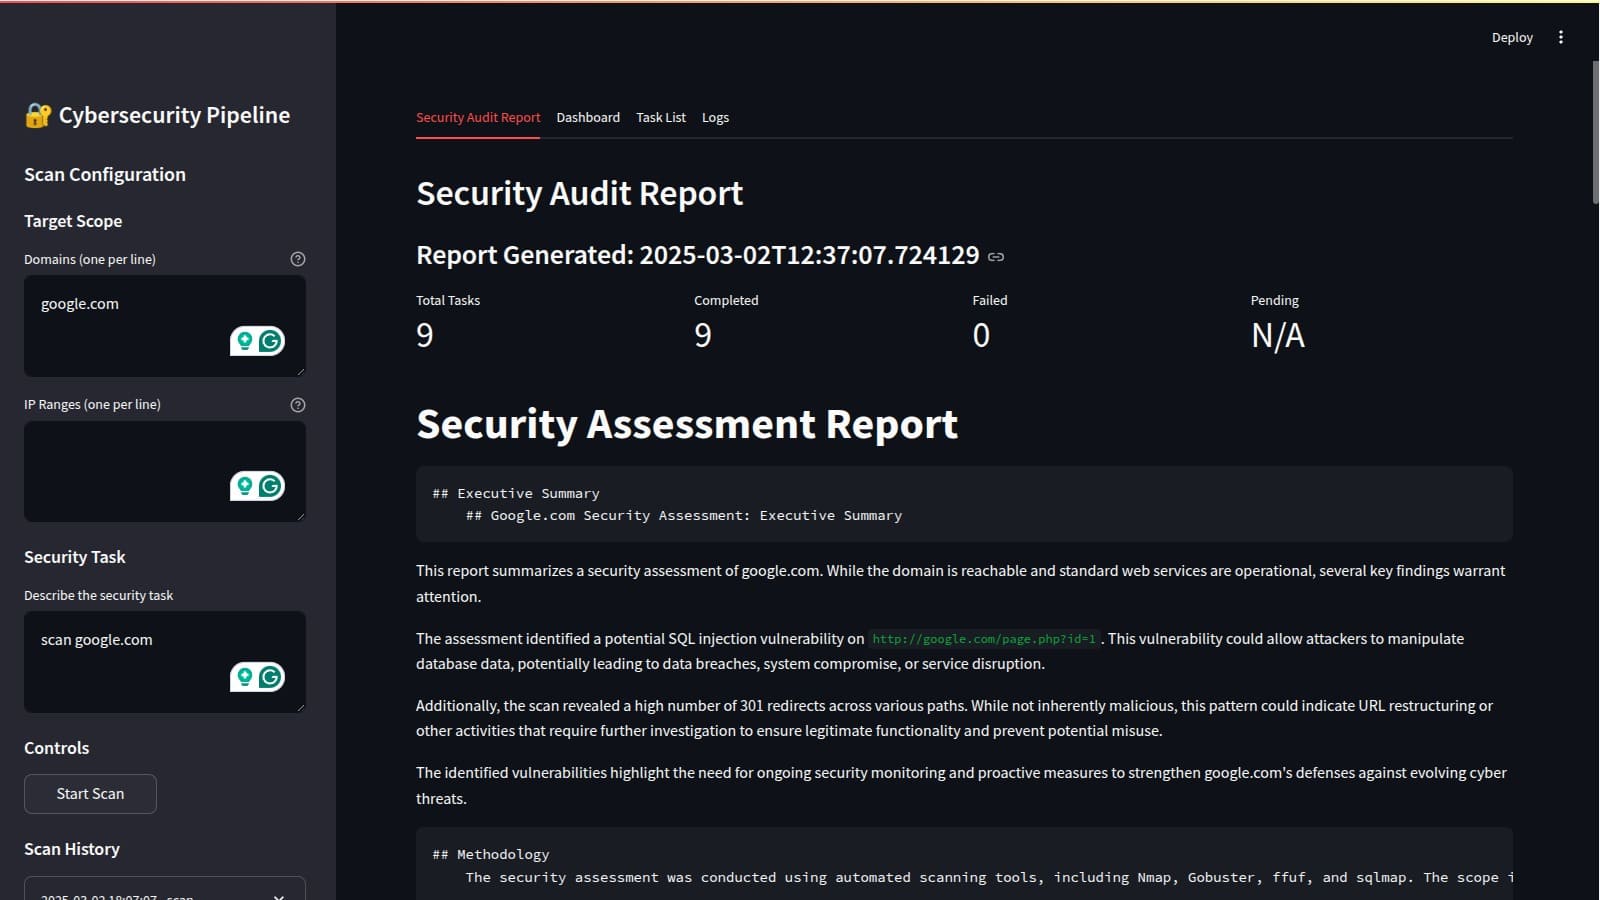 Deploy
🔐 Cybersecurity Pipeline
Scan Configuration
Target Scope
Domains (one per line)
google.com
IP Ranges (one per line)
Security Task
Describe the security task
scan google.com
Controls
Start Scan
Scan History
2025-03-02 18:07:07 scan
Security Audit Report Dashboard Task List Logs
Security Audit Report
Report Generated: 2025-03-02T12:37:07.724129
Total Tasks Completed Failed Pending
9 9 0 N/A
Security Assessment Report
## Executive Summary
## Google.com Security Assessment: Executive Summary
This report summarizes a security assessment of google.com. While the domain is reachable and standard web services are operational, several key findings warrant
attention.
The assessment identified a potential SQL injection vulnerability on http://google.com/page.php?id=1. This vulnerability could allow attackers to manipulate
database data, potentially leading to data breaches, system compromise, or service disruption.
Additionally, the scan revealed a high number of 301 redirects across various paths. While not inherently malicious, this pattern could indicate URL restructuring or
other activities that require further investigation to ensure legitimate functionality and prevent potential misuse.
The identified vulnerabilities highlight the need for ongoing security monitoring and proactive measures to strengthen google.com's defenses against evolving cyber
threats.
## Methodology
The security assessment was conducted using automated scanning tools, including Nmap, Gobuster, ffuf, and sqlmap. The scope i